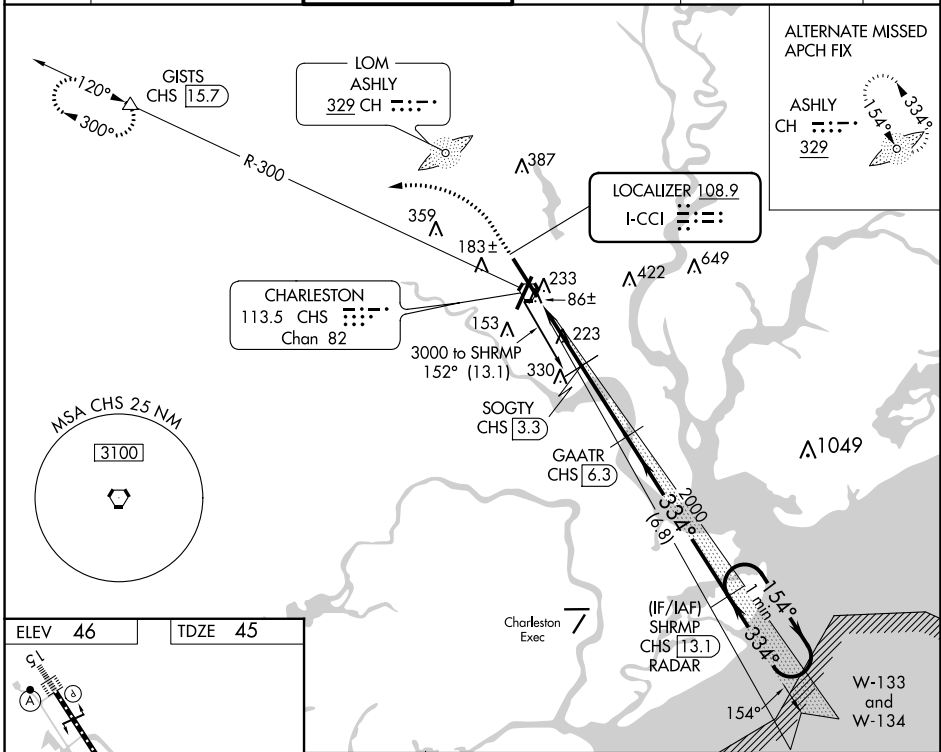 GISTS
CHS 15.7
120°
300°
R-300
LOM
ASHLY
329 CH
387
ALTERNATE MISSED
APCH FIX
ASHLY
CH
329
154°
334°
LOCALIZER 108.9
I-CCI
359
183±
233
86±
422
649
CHARLESTON
113.5 CHS
Chan 82
153
223
3000 to SHRMP
152° (13.1)
330
SOGTY
CHS 3.3
GAATR
CHS 6.3
1049
MSA CHS 25 NM
3100
2000
334°
(6.8)
1 min
154°
334°
(IF/IAF)
SHRMP
CHS 13.1
RADAR
154°
Charleston
Exec
W-133
and
W-134
ELEV 46
TDZE 45
15
A